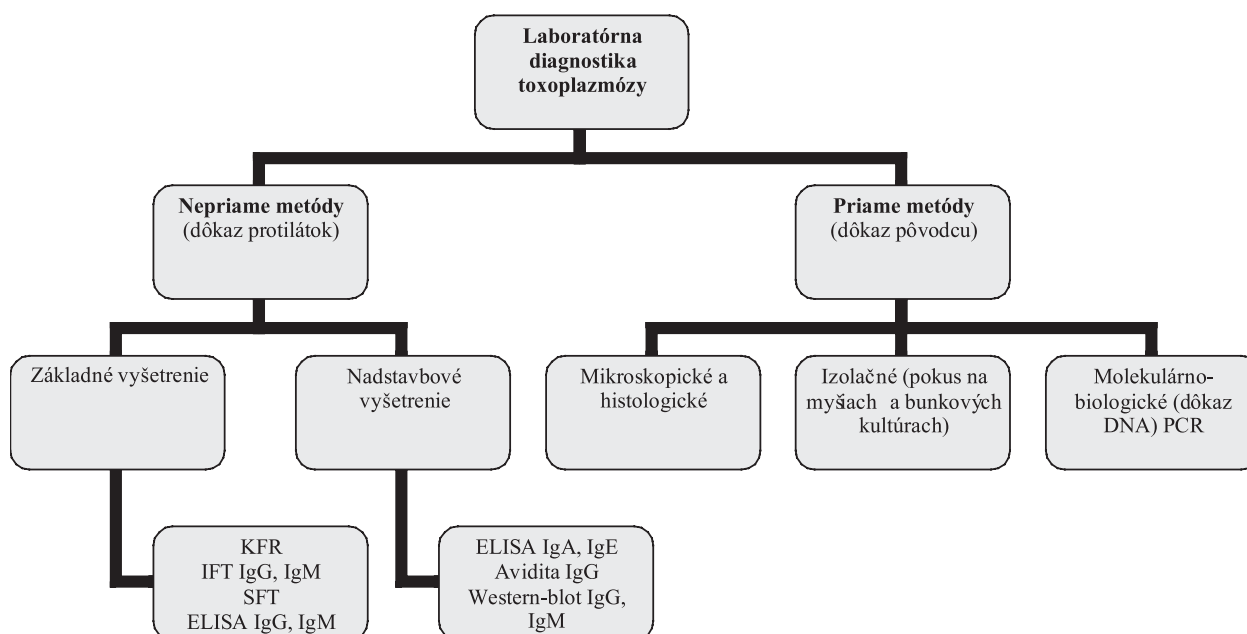 Laboratórna
diagnostika
toxoplazmózy
Nepriame metódy
(dôkaz protilátok)
Priame metódy
(dôkaz pôvodcu)
Základné vyšetrenie
Nadstavbové
vyšetrenie
Mikroskopické a
histologické
Izolačné (pokus na
myšiach a bunkových
kultúrach)
Molekulárno-
biologické (dôkaz
DNA) PCR
KFR
IFT IgG, IgM
SFT
ELISA IgG, IgM
ELISA IgA, IgE
Avidita IgG
Western-blot IgG,
IgM